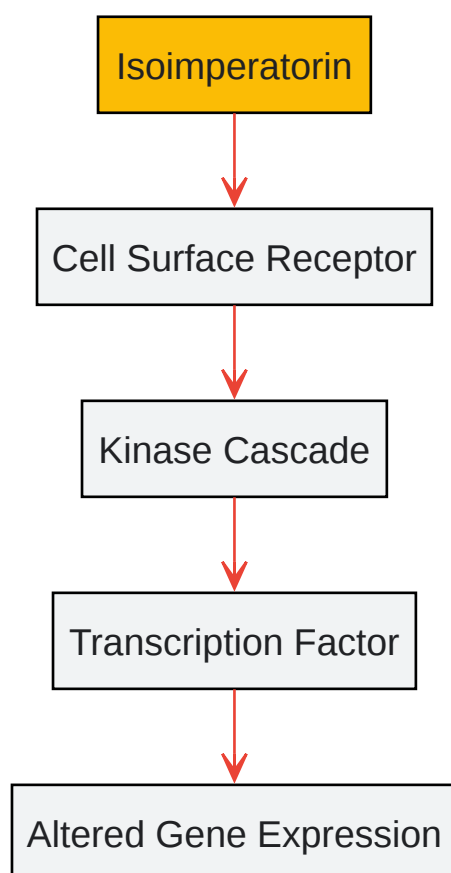 Isoimperatorin
Cell Surface Receptor
Kinase Cascade
Transcription Factor
Altered Gene Expression